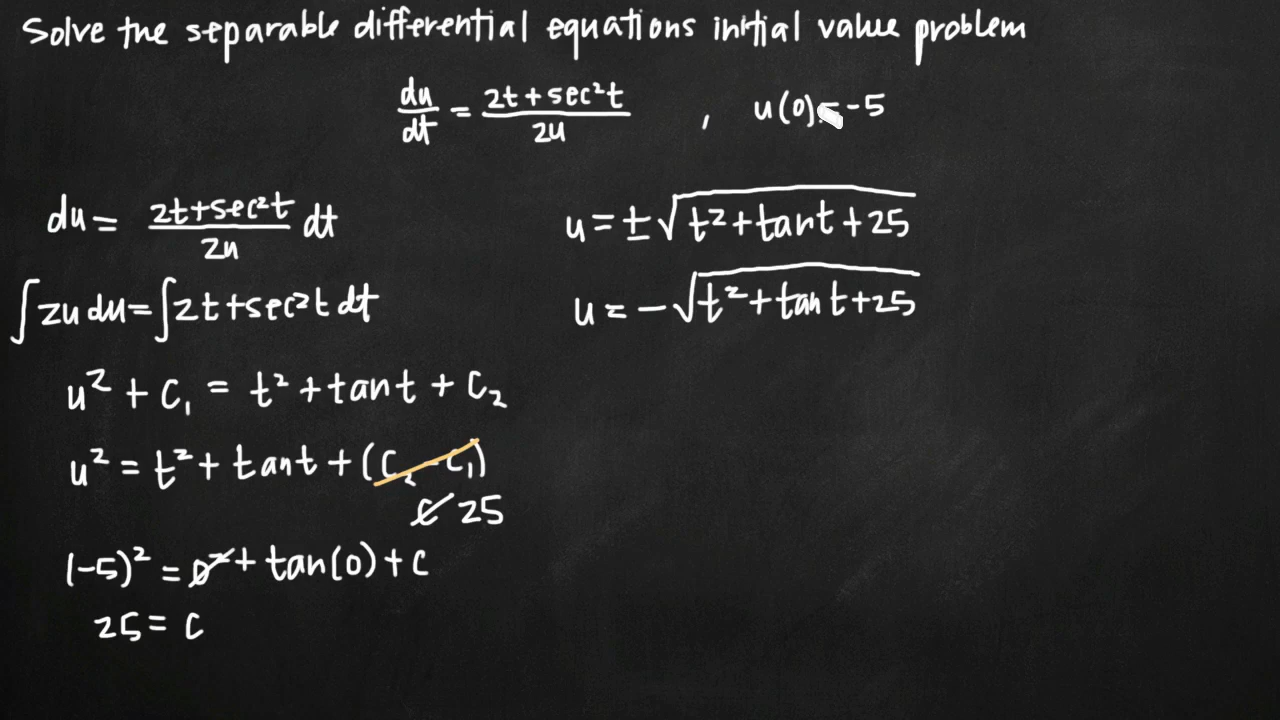 Solve the separable differential equations initial value problem
du/dt = (2t + sec²t)/2u , u(0) = -5
du = (2t + sec²t)/2u dt
∫2u du = ∫2t + sec²t dt
u² + C₁ = t² + tan t + C₂
u² = t² + tan t + (C₂ - C₁)
C 25
(-5)² = 0² + tan(0) + C
25 = C
u = ±√(t² + tan t + 25)
u = -√(t² + tan t + 25)